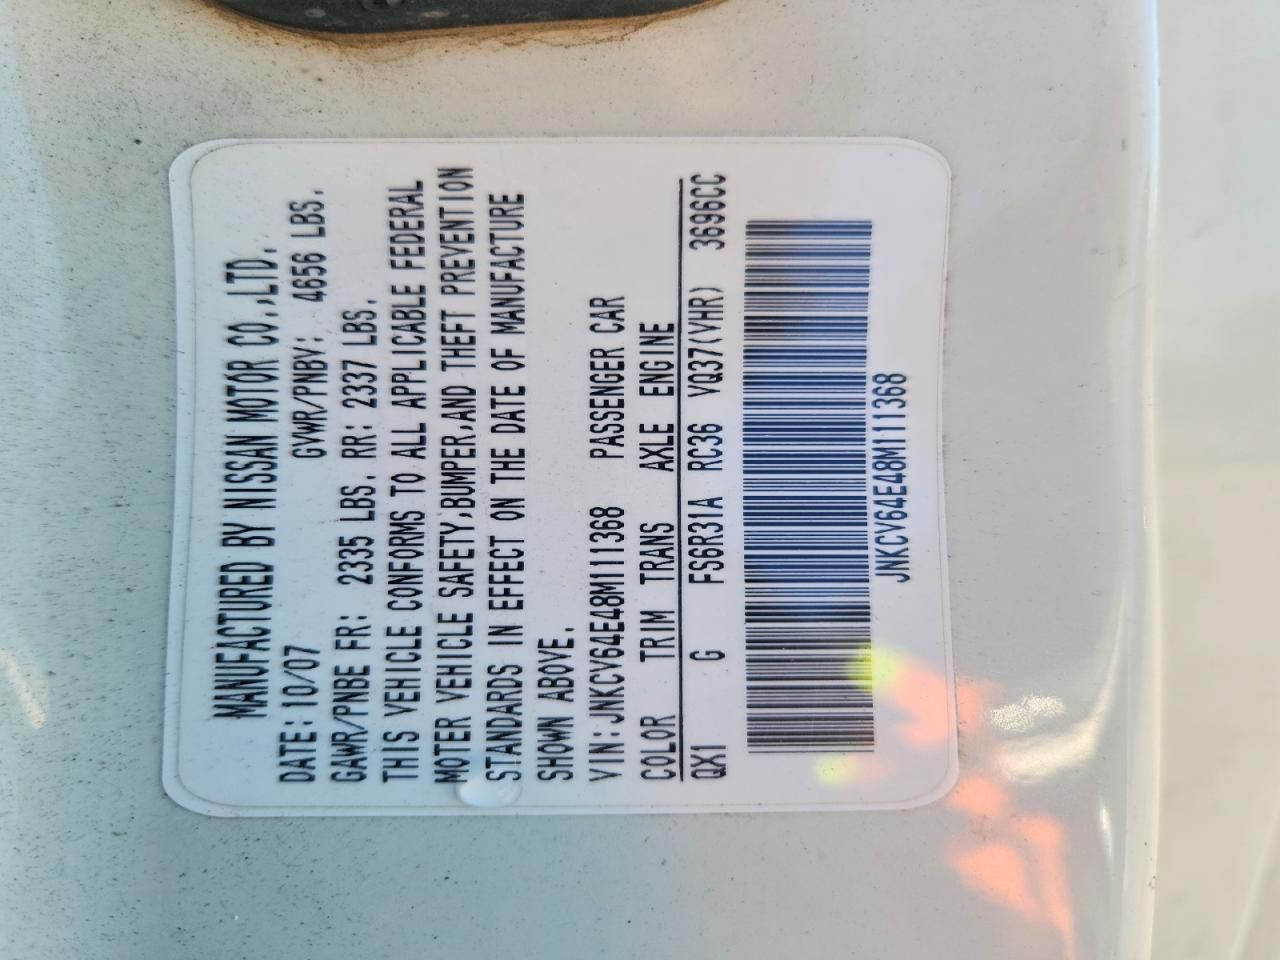 MANUFACTURED BY NISSAN MOTOR CO.,LTD.
DATE:10/07 GVWR/PNBV: 4656 LBS.
GAWR/PNBE FR: 2335 LBS. RR: 2337 LBS.
THIS VEHICLE CONFORMS TO ALL APPLICABLE FEDERAL
MOTER VEHICLE SAFETY,BUMPER,AND THEFT PREVENTION
STANDARDS IN EFFECT ON THE DATE OF MANUFACTURE
SHOWN ABOVE.
VIN:JNKCV64E48M111368 PASSENGER CAR
COLOR TRIM TRANS AXLE ENGINE
QX1 G FS6R31A RC36 VQ37(VHR) 3696CC
JNKCV64E48M111368